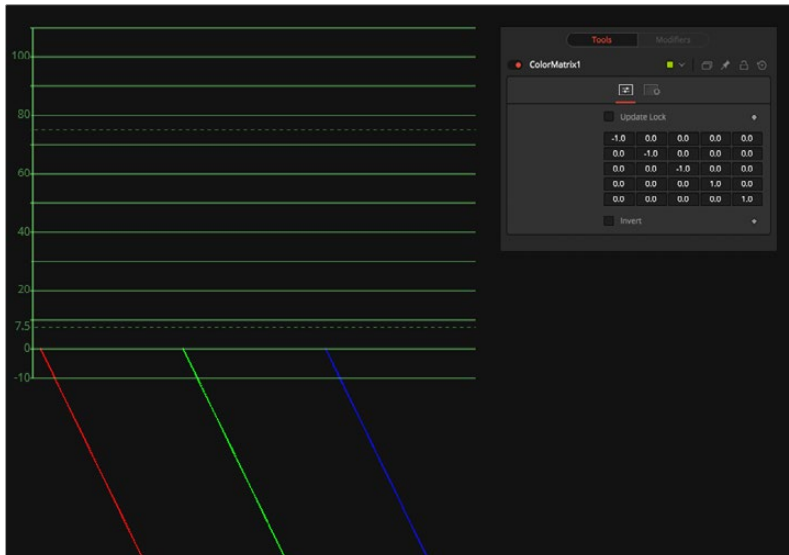 100
80
60
40
20
7.5
0
-10
Tools Modifiers
ColorMatrix1
Update Lock
-1.0 0.0 0.0 0.0 0.0
0.0 -1.0 0.0 0.0 0.0
0.0 0.0 -1.0 0.0 0.0
0.0 0.0 0.0 1.0 0.0
0.0 0.0 0.0 0.0 1.0
Invert